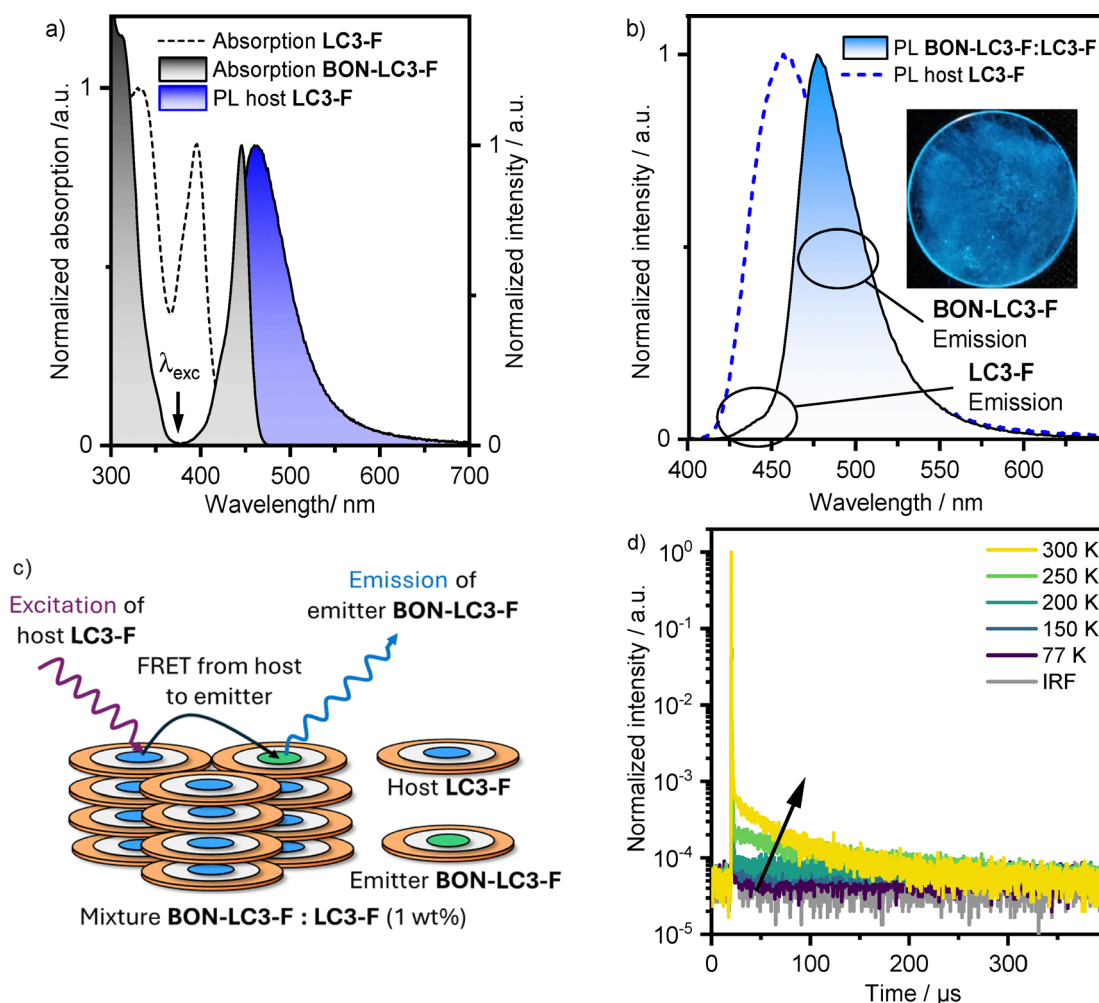 a)
Absorption LC3-F
Absorption BON-LC3-F
PL host LC3-F
1
0
Normalized absorption /a.u.
1
0
Normalized intensity / a.u.
λexc
300 400 500 600 700
Wavelength/ nm
b)
PL BON-LC3-F:LC3-F
PL host LC3-F
1
0
Normalized intensity / a.u.
BON-LC3-F
Emission
LC3-F
Emission
400 450 500 550 600
Wavelength / nm
c)
Excitation of
host LC3-F
Emission of
emitter BON-LC3-F
FRET from host
to emitter
Host LC3-F
Emitter BON-LC3-F
Mixture BON-LC3-F : LC3-F (1 wt%)
d)
300 K
250 K
200 K
150 K
77 K
IRF
10⁰
10⁻¹
10⁻²
10⁻³
10⁻⁴
10⁻⁵
Normalized intensity / a.u.
0 100 200 300
Time / µs